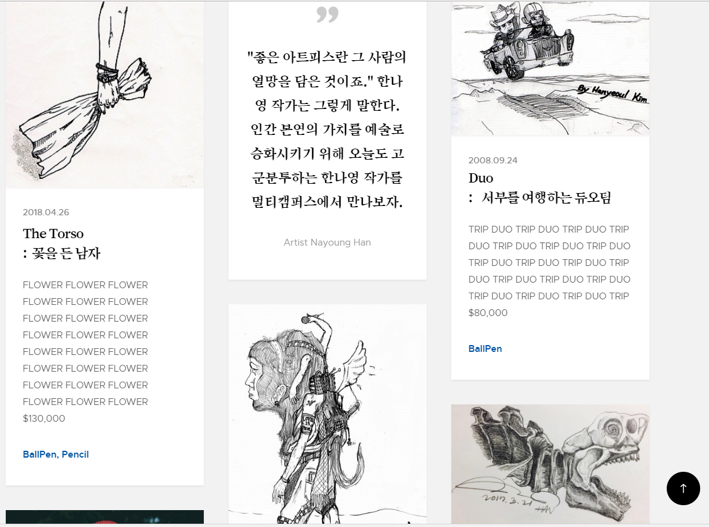 2018.04.26
The Torso
: 꽃을 든 남자
FLOWER FLOWER FLOWER
FLOWER FLOWER FLOWER
FLOWER FLOWER FLOWER
FLOWER FLOWER FLOWER
FLOWER FLOWER FLOWER
FLOWER FLOWER FLOWER
FLOWER FLOWER FLOWER
FLOWER FLOWER FLOWER
$130,000
BallPen, Pencil
”
"좋은 아트피스란 그 사람의
열망을 담은 것이죠." 한나
영 작가는 그렇게 말한다.
인간 본연의 가치를 예술로
승화시키기 위해 오늘도 고
군분투하는 한나영 작가를
멀티캠퍼스에서 만나보자.
Artist Nayoung Han
By Hanyeoul Kim
2008.09.24
Duo
: 서부를 여행하는 듀오팀
TRIP DUO TRIP DUO TRIP DUO TRIP
DUO TRIP DUO TRIP DUO TRIP DUO
TRIP DUO TRIP DUO TRIP DUO TRIP
DUO TRIP DUO TRIP DUO TRIP DUO
TRIP DUO TRIP DUO TRIP DUO TRIP
$80,000
BallPen
2017.3.21